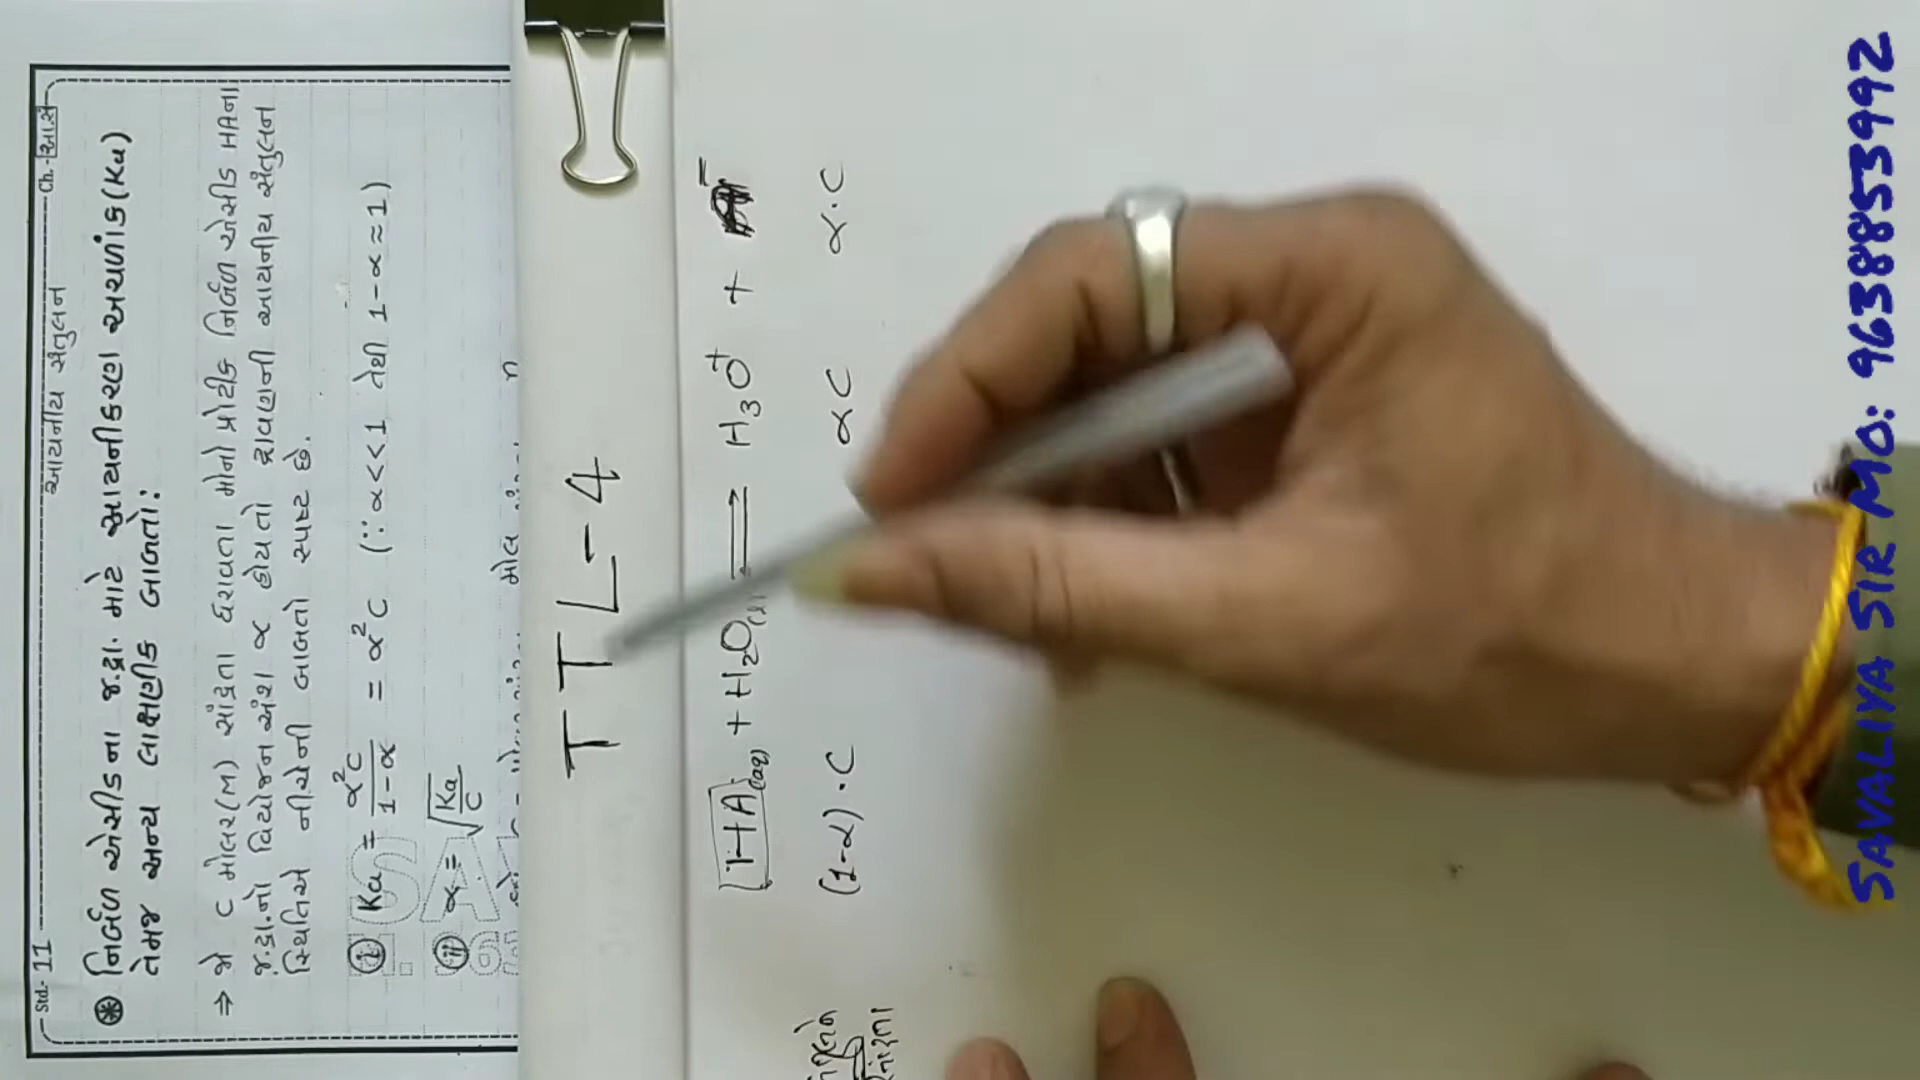 Std.- 11
Ch.-આ.સં
આયનીય સંતુલન
નિર્બળ એસીડના જ.દ્રા. માટે આયનીકરણ અચળાંક(Ka)
તેમજ અન્ય લાક્ષણીક બાબતો:
⇒ જો C મોલર(M) સાંદ્રતા ધરાવતા મોનો પ્રોટીક નિર્બળ એસીડ HAના
જ.દ્રા.નો વિયોજન અંશ α હોયતો દ્રાવણની આયનીય સંતુલન
સ્થિતિએ નીચેની બાબતો સ્પષ્ટ છે.
(i) Ka = α²C/(1-α) = α²C (∵ α<<1 તેથી 1-α≈1)
(ii) α = √(Ka/C)
TTL-4
HA(aq) + H₂O ⇌ H₃O⁺ +
(1-α)·C αC α·C
SAVALIYA SIR MO: 9638853992